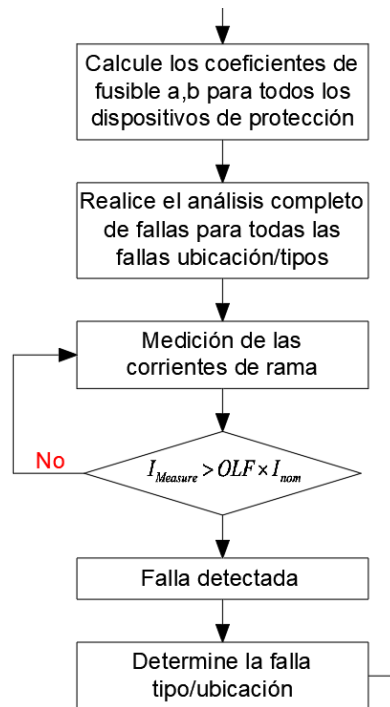 Calcule los coeficientes de
fusible a,b para todos los
dispositivos de protección
Realice el análisis completo
de fallas para todas las
fallas ubicación/tipos
Medición de las
corrientes de rama
No
I_Measure > OLF × I_nom
Falla detectada
Determine la falla
tipo/ubicación